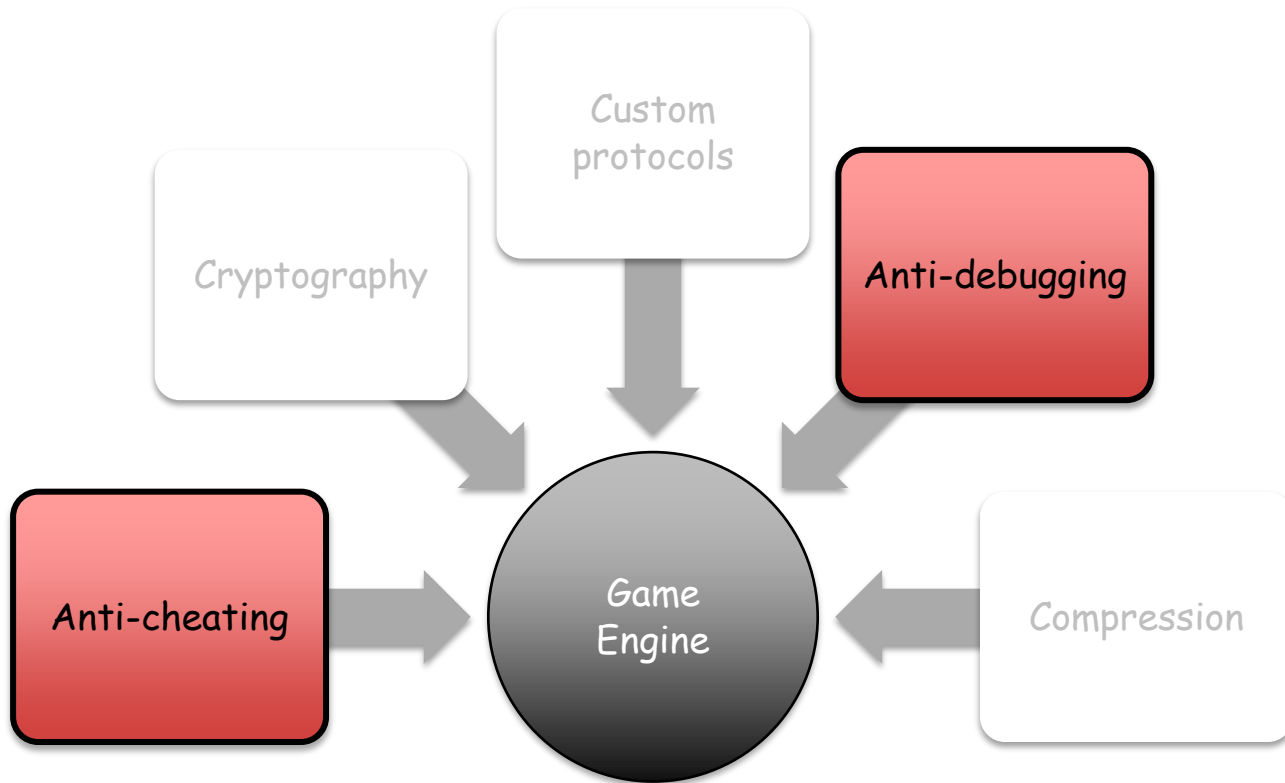 Custom
protocols
Cryptography
Anti-debugging
Anti-cheating
Game
Engine
Compression